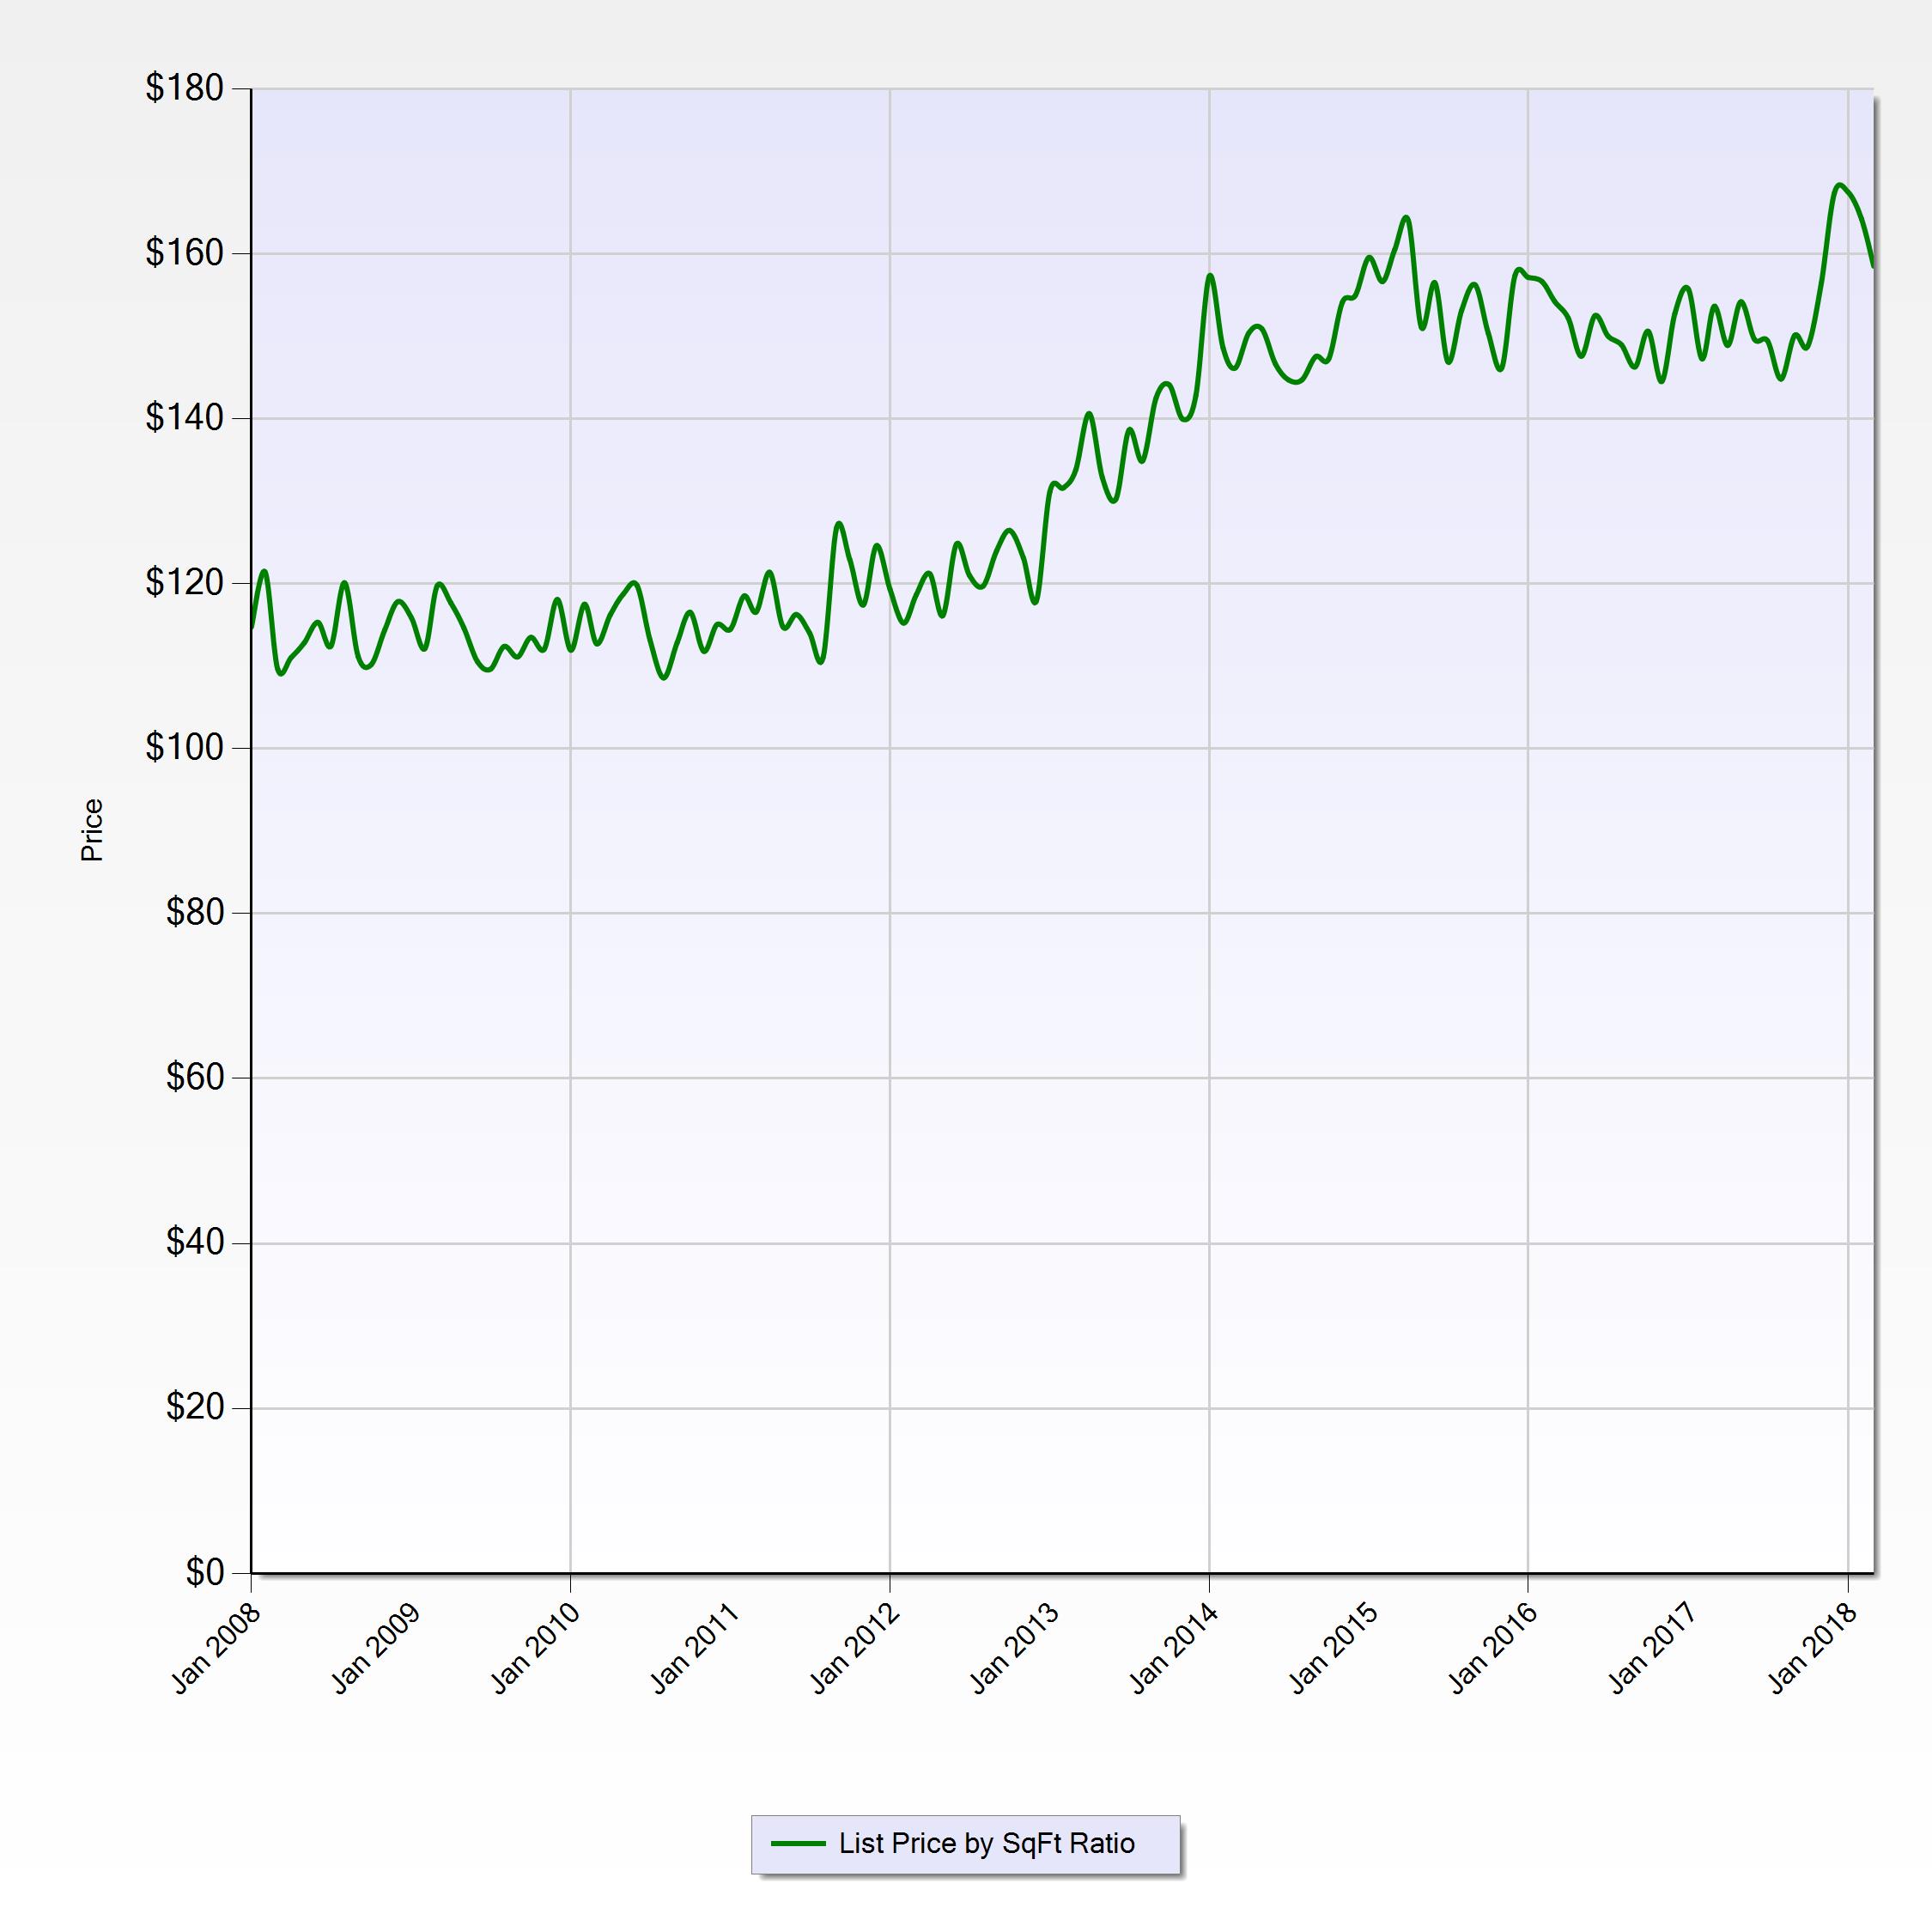 $180
$160
$140
$120
$100
$80
$60
$40
$20
$0
Price
Jan 2008
Jan 2009
Jan 2010
Jan 2011
Jan 2012
Jan 2013
Jan 2014
Jan 2015
Jan 2016
Jan 2017
Jan 2018
List Price by SqFt Ratio